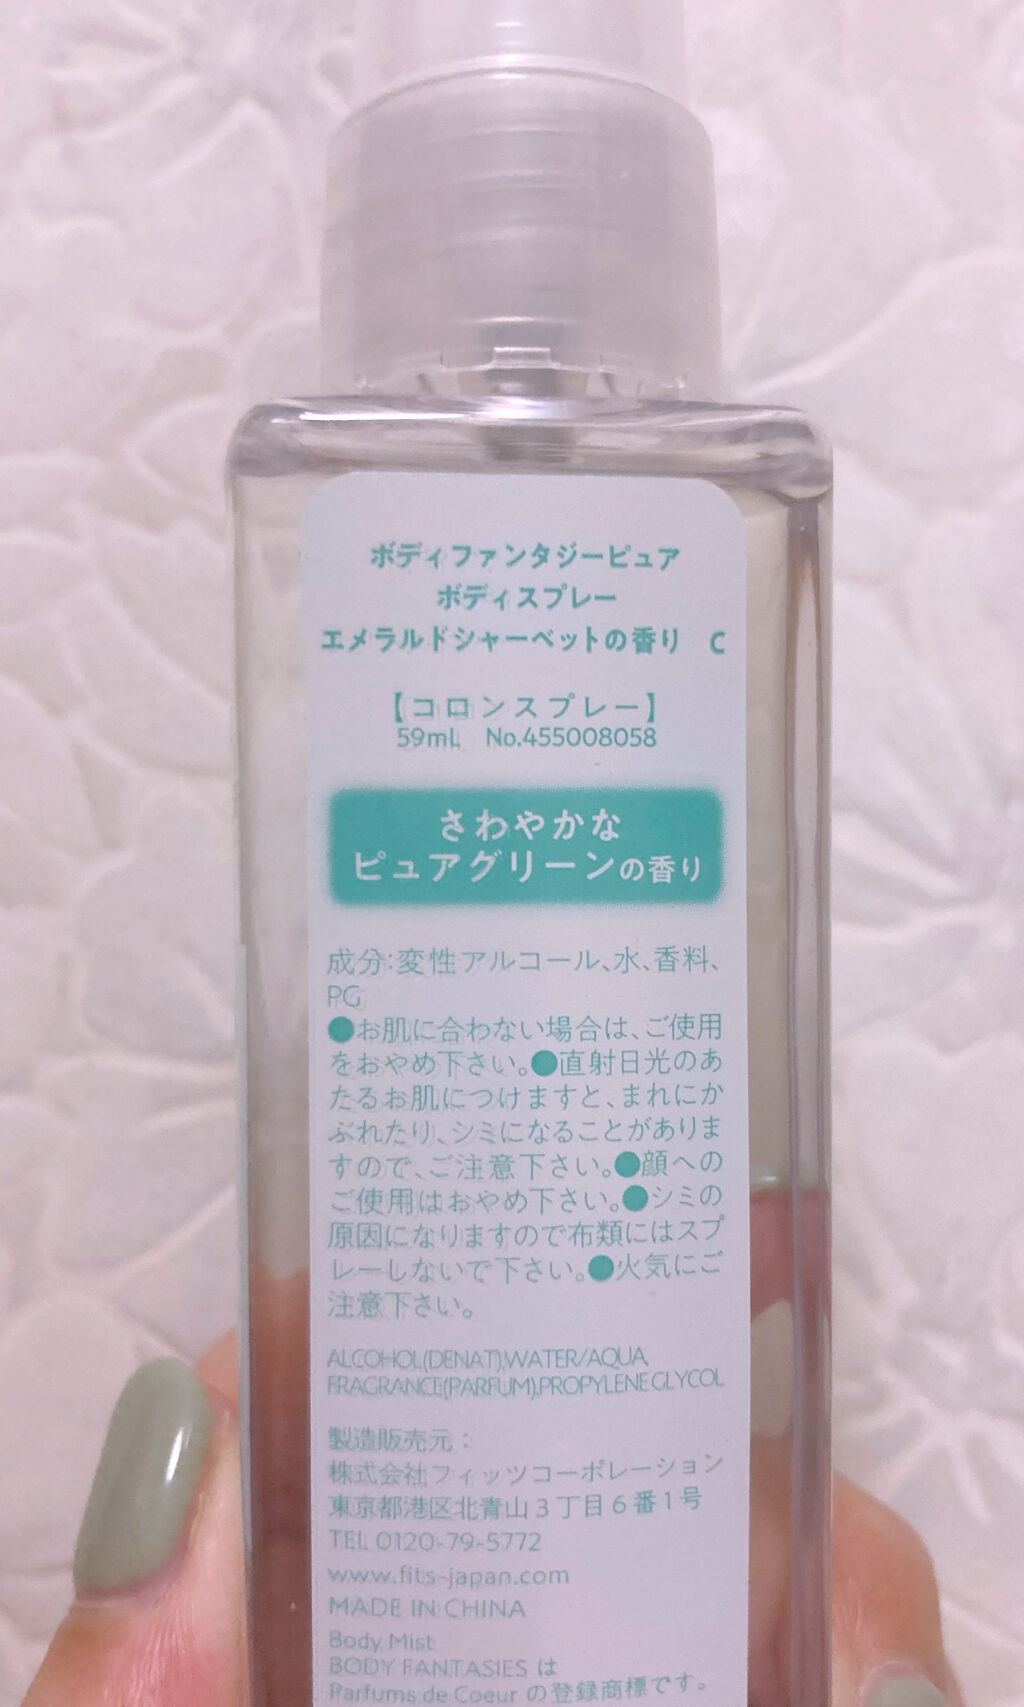 ボディファンタジーピュア
ボディスプレー
エメラルドシャーベットの香り C
【コロンスプレー】
59mL No.455008058
さわやかな
ピュアグリーンの香り
成分:変性アルコール、水、香料、
PG
●お肌に合わない場合は、ご使用
をおやめ下さい。●直射日光のあ
たるお肌につけますと、まれにか
ぶれたり、シミになることがありま
すので、ご注意下さい。●顔への
ご使用はおやめ下さい。●シミの
原因になりますので布類にはスプ
レーしないで下さい。●火気にご
注意下さい。
ALCOHOL(DENAT),WATER/AQUA,
FRAGRANCE(PARFUM),PROPYLENE GLYCOL
製造販売元:
株式会社フィッツコーポレーション
東京都港区北青山3丁目6番1号
TEL 0120-79-5772
www.fits-japan.com
MADE IN CHINA
Body Mist
BODY FANTASIES は
Parfums de Coeur の登録商標です。